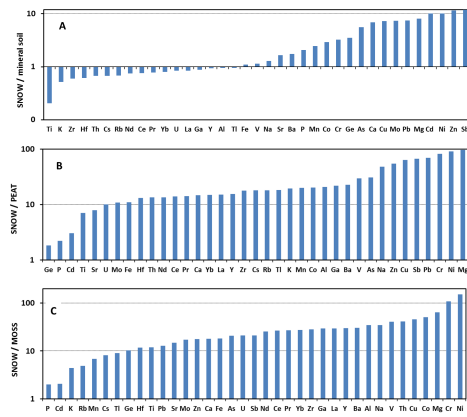 10
1
0
SNOW / mineral soil
A
Ti K Zr Hf Th Cs Rb Nd Ce Pr Yb U La Ga Y Al Tl Fe V Na Sr Ba P Mn Co Cr Ge As Ca Cu Mo Pb Mg Cd Ni Zn Sb
100
10
1
SNOW / PEAT
B
Ge P Cd Ti Sr Cs U Mo Fe Hf Th Nd Ce Pr Ca Yb La Y Zr Cs Rb Tl K Mn Co Al Ga Ba V As Na Zn Cu Sb Pb Cr Ni Mg
100
10
1
SNOW / MOSS
C
P Cd K Rb Mn Cs Tl Ge Hf Ti Pb Zn Sr Mo Ca Fe As U Sb Nd Ce Pr Yb Zr Ga La Y Ba Al Na V Th Cu Co Mg Cr Ni